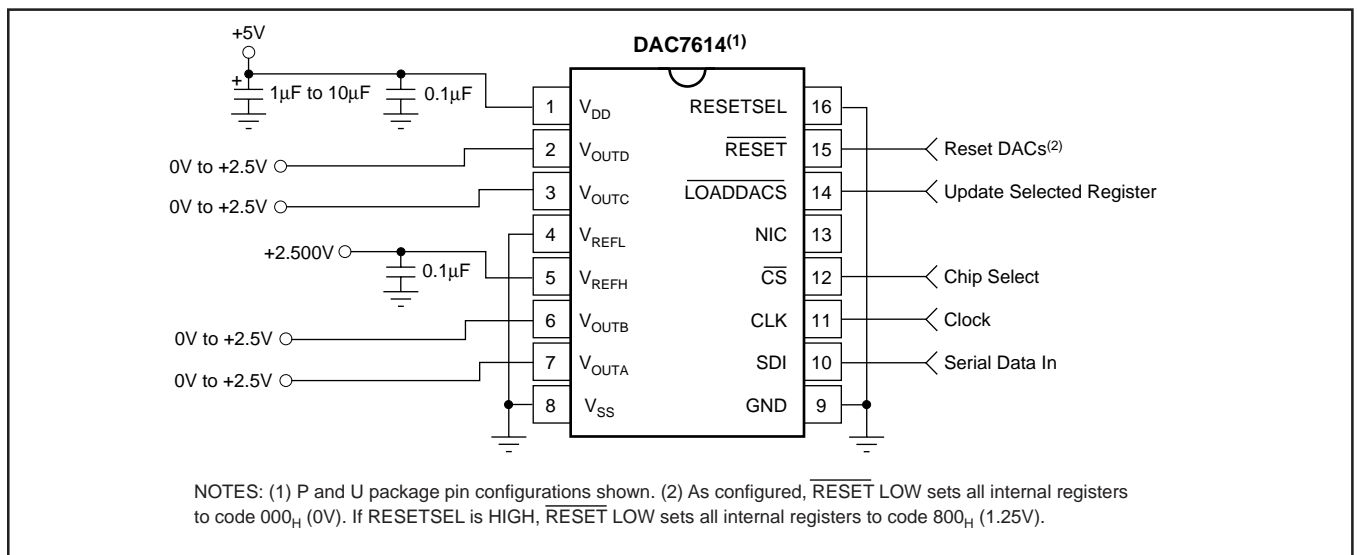 +5V
DAC7614(1)
+
1µF to 10µF
0.1µF
1
VDD
RESETSEL
16
0V to +2.5V
2
VOUTD
RESET
15
Reset DACs(2)
0V to +2.5V
3
VOUTC
LOADDACS
14
Update Selected Register
4
VREFL
NIC
13
+2.500V
0.1µF
5
VREFH
CS
12
Chip Select
0V to +2.5V
6
VOUTB
CLK
11
Clock
0V to +2.5V
7
VOUTA
SDI
10
Serial Data In
8
VSS
GND
9
NOTES: (1) P and U package pin configurations shown. (2) As configured, RESET LOW sets all internal registers
to code 000H (0V). If RESETSEL is HIGH, RESET LOW sets all internal registers to code 800H (1.25V).